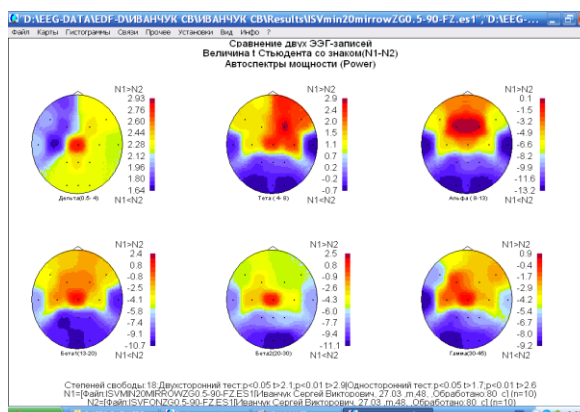 "D:\EEG-DATA\EDF-D\ИВАНЧУК СВ\ИВАНЧУК СВ\Results\ISVmin20mirrowZG0.5-90-FZ.es1","D:\EEG-...
Файл Карты Гистограммы Связи Прочее Установки Вид Инфо ?
Сравнение двух ЭЭГ-записей
Величина t Стьюдента со знаком(N1-N2)
Автоспектры мощности (Power)
N1>N2 N1>N2 N1>N2
2.93 2.9 0.1
2.76 2.4 -1.5
2.60 2.0 -3.2
2.44 1.5 -4.9
2.28 1.1 -6.5
2.12 0.7 -8.2
1.96 0.2 -9.9
1.80 -0.2 -11.6
1.64 -0.7 -13.2
N1<N2 N1<N2 N1<N2
Дельта(0.5- 4) Тета( 4- 8) Альфа( 8-13)
N1>N2 N1>N2 N1>N2
2.4 0.8 0.9
0.8 -0.7 -0.5
-0.9 -2.2 -2.0
-2.5 -3.7 -3.4
-4.1 -5.1 -4.9
-5.8 -6.6 -6.3
-7.4 -8.1 -7.8
-9.1 -9.6 -9.2
-10.7 -11.1 -10.7
N1<N2 N1<N2 N1<N2
Бета1(13-20) Бета2(20-30) Гамма(30-45)
Степеней свободы:18;Двухсторонний тест:p<0.05 t>2.1;p<0.01 t>2.9|Односторонний тест:p<0.05 t>1.7;p<0.01 t>2.6
N1=[Файл:ISVMIN20MIRROWZG0.5-90-FZ.ES1[Иванчук Сергей Викторович, 27.03 ,m,48, ,Обработано:80 с] (n=10)
N2=[Файл:ISVFONZG0.5-90-FZ.ES1[Иванчук Сергей Викторович, 27.03 ,m,48, ,Обработано:80 с] (n=10)